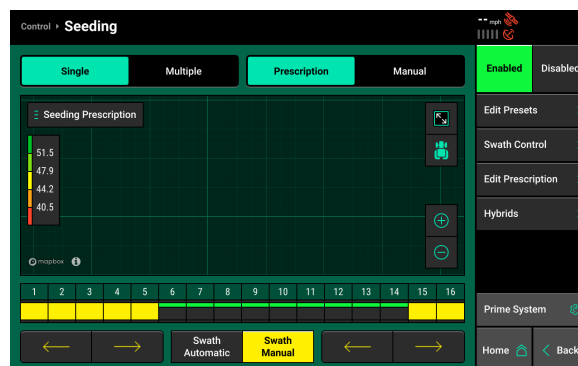 Control › Seeding
-- mph
Single
Multiple
Prescription
Manual
Enabled
Disabled
Seeding Prescription
51.5
47.9
44.2
40.5
mapbox
1 2 3 4 5 6 7 8 9 10 11 12 13 14 15 16
Swath
Automatic
Swath
Manual
Edit Presets
Swath Control
Edit Prescription
Hybrids
Prime System
Home
Back